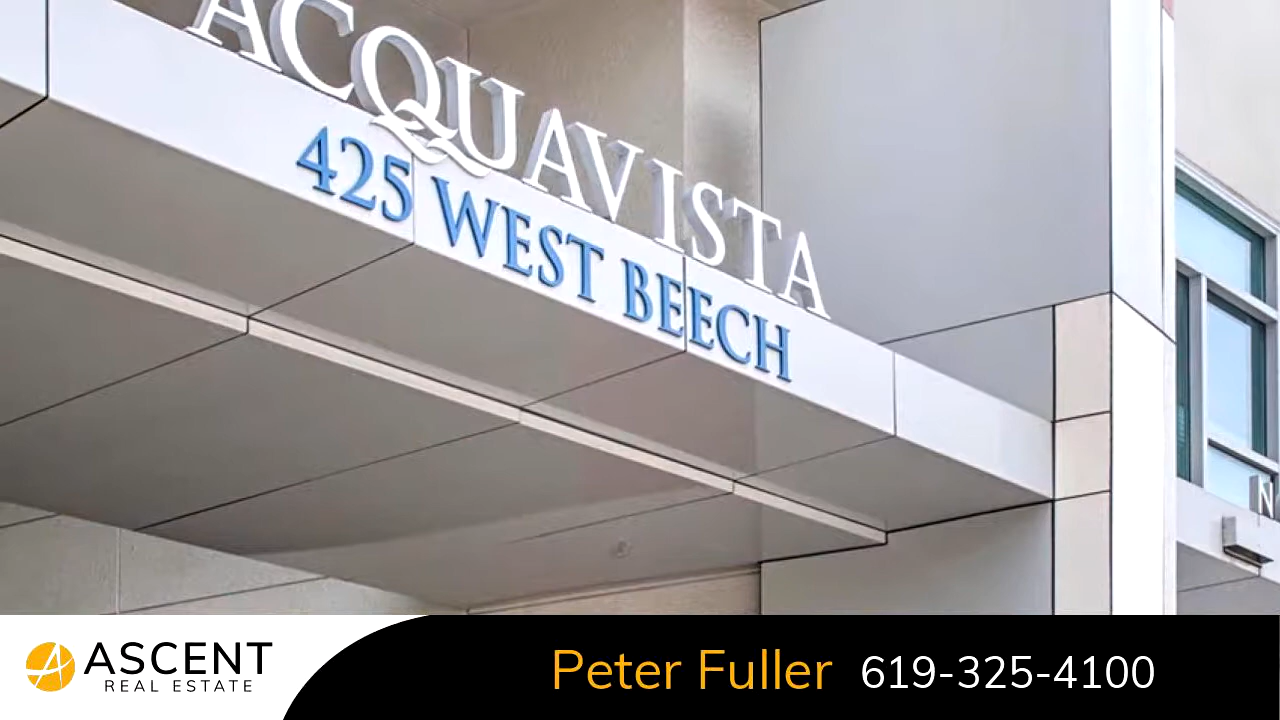 ACQUAVISTA
425 WEST BEECH
N
ASCENT
REAL ESTATE
Peter Fuller 619-325-4100